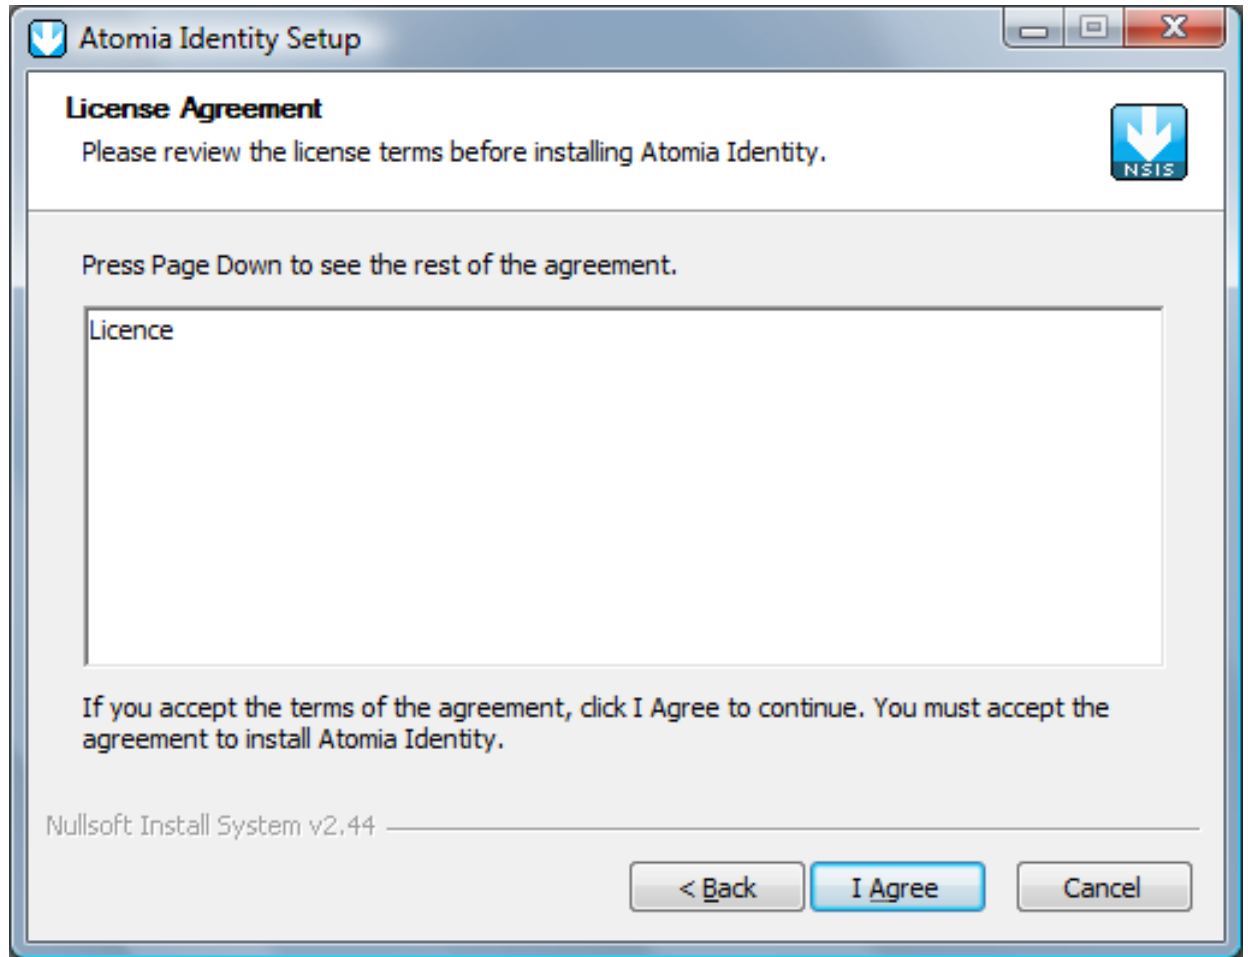 Atomia Identity Setup
License Agreement
Please review the license terms before installing Atomia Identity.
NSIS
Press Page Down to see the rest of the agreement.
Licence
If you accept the terms of the agreement, click I Agree to continue. You must accept the
agreement to install Atomia Identity.
Nullsoft Install System v2.44
< Back
I Agree
Cancel